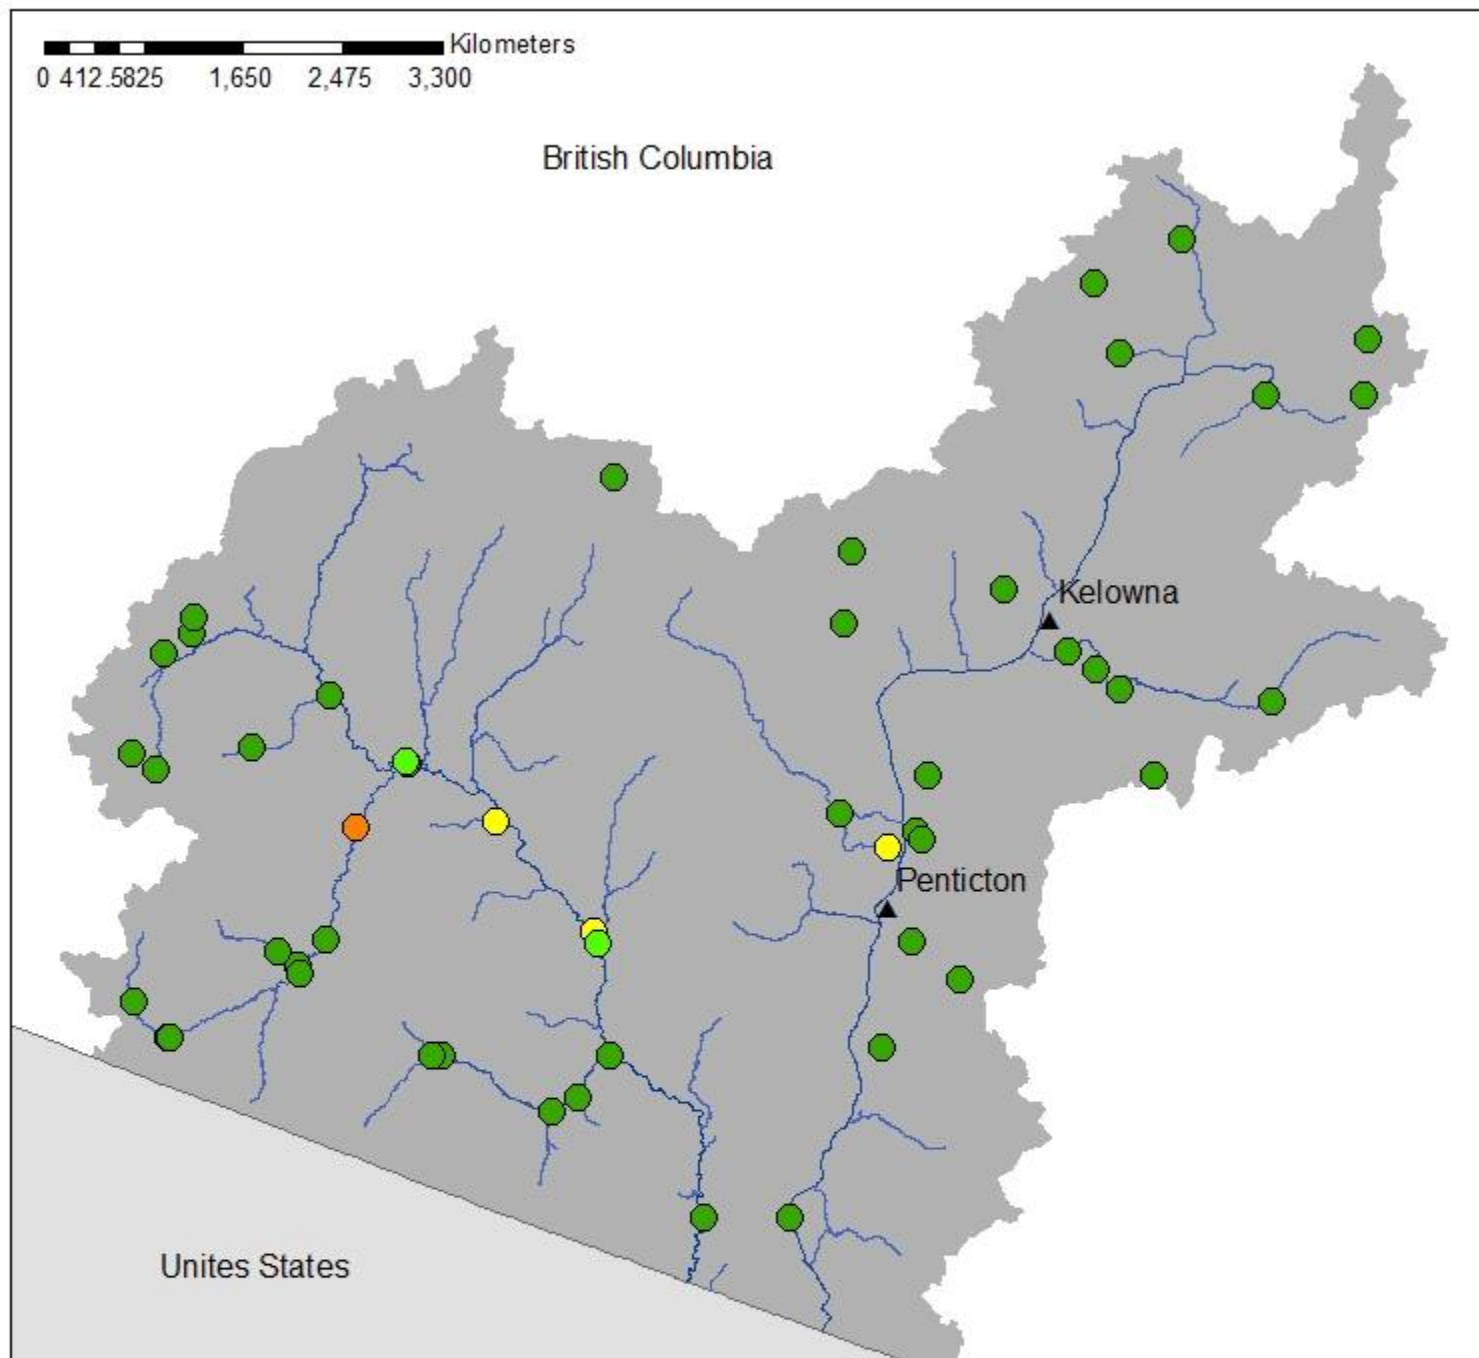 Kilometers
0 412.5825 1,650 2,475 3,300
British Columbia
Kelowna
Penticton
Unites States